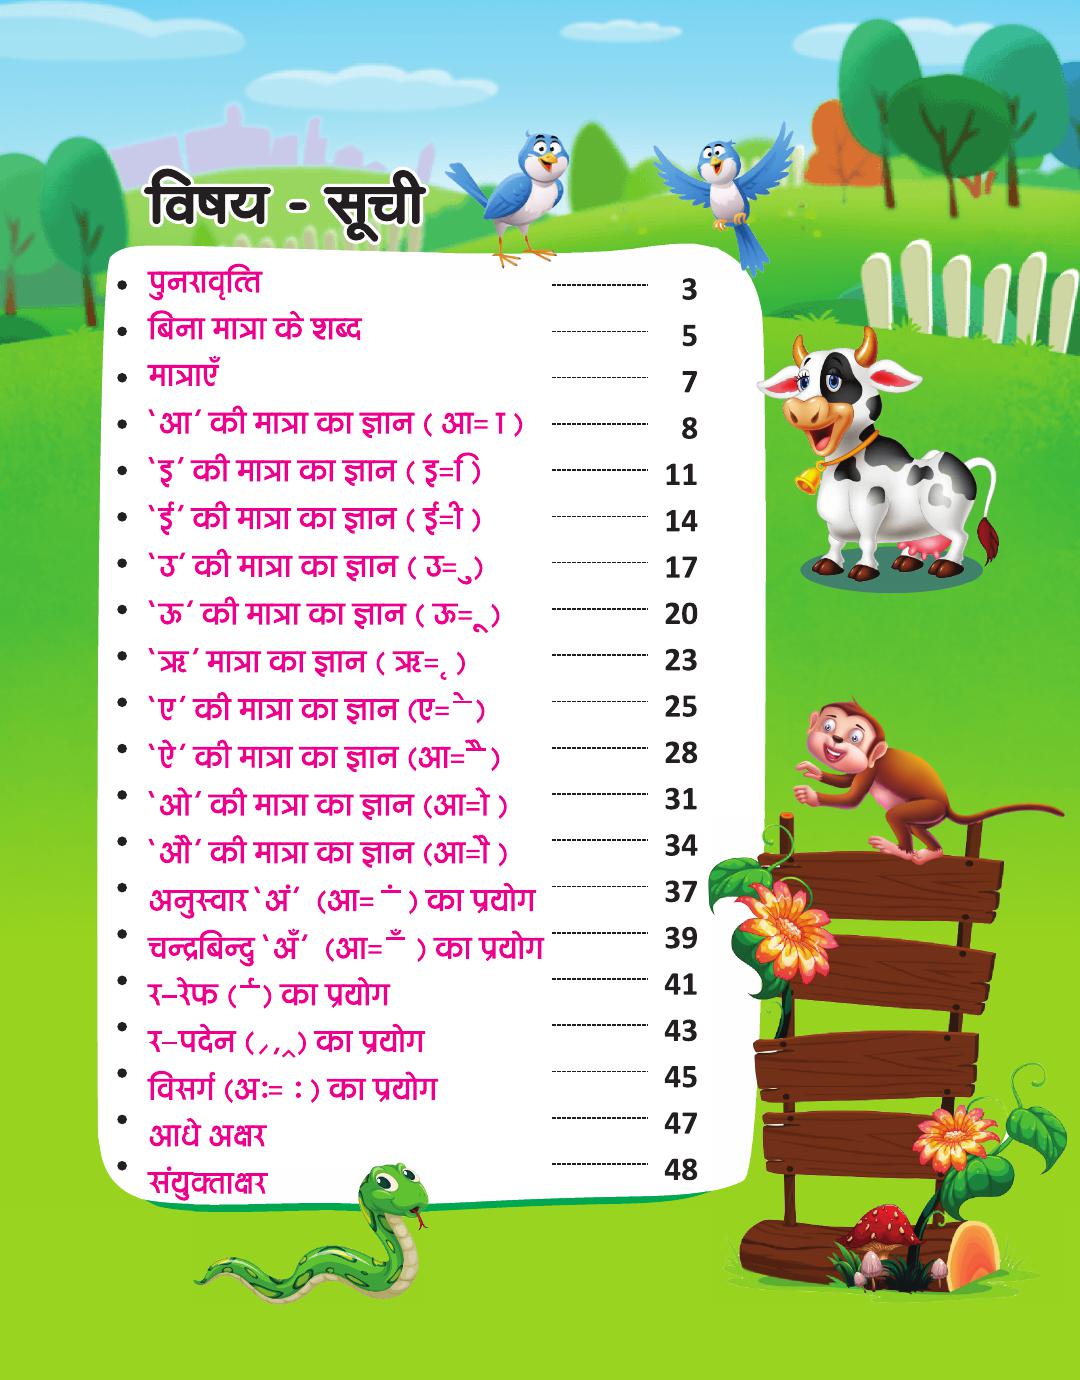 विषय - सूची
• पुनरावृत्ति ---------- 3
• बिना मात्रा के शब्द ---------- 5
• मात्राएँ ---------- 7
• ‘आ’ की मात्रा का ज्ञान ( आ= ा ) ---------- 8
• ‘इ’ की मात्रा का ज्ञान ( इ= ि ) ---------- 11
• ‘ई’ की मात्रा का ज्ञान ( ई= ी ) ---------- 14
• ‘उ’ की मात्रा का ज्ञान ( उ= ु ) ---------- 17
• ‘ऊ’ की मात्रा का ज्ञान ( ऊ= ू ) ---------- 20
• ‘ऋ’ मात्रा का ज्ञान ( ऋ= ृ ) ---------- 23
• ‘ए’ की मात्रा का ज्ञान (ए= े ) ---------- 25
• ‘ऐ’ की मात्रा का ज्ञान (आ= ै ) ---------- 28
• ‘ओ’ की मात्रा का ज्ञान (आ= ो ) ---------- 31
• ‘औ’ की मात्रा का ज्ञान (आ= ौ ) ---------- 34
• अनुस्वार ‘अं’ (आ= ं ) का प्रयोग ---------- 37
• चन्द्रबिन्दु ‘अँ’ (आ= ँ ) का प्रयोग ---------- 39
• र–रेफ ( र्‍ ) का प्रयोग ---------- 41
• र–पदेन ( ⸝,‸) का प्रयोग ---------- 43
• विसर्ग (अः= : ) का प्रयोग ---------- 45
• आधे अक्षर ---------- 47
• संयुक्ताक्षर ---------- 48